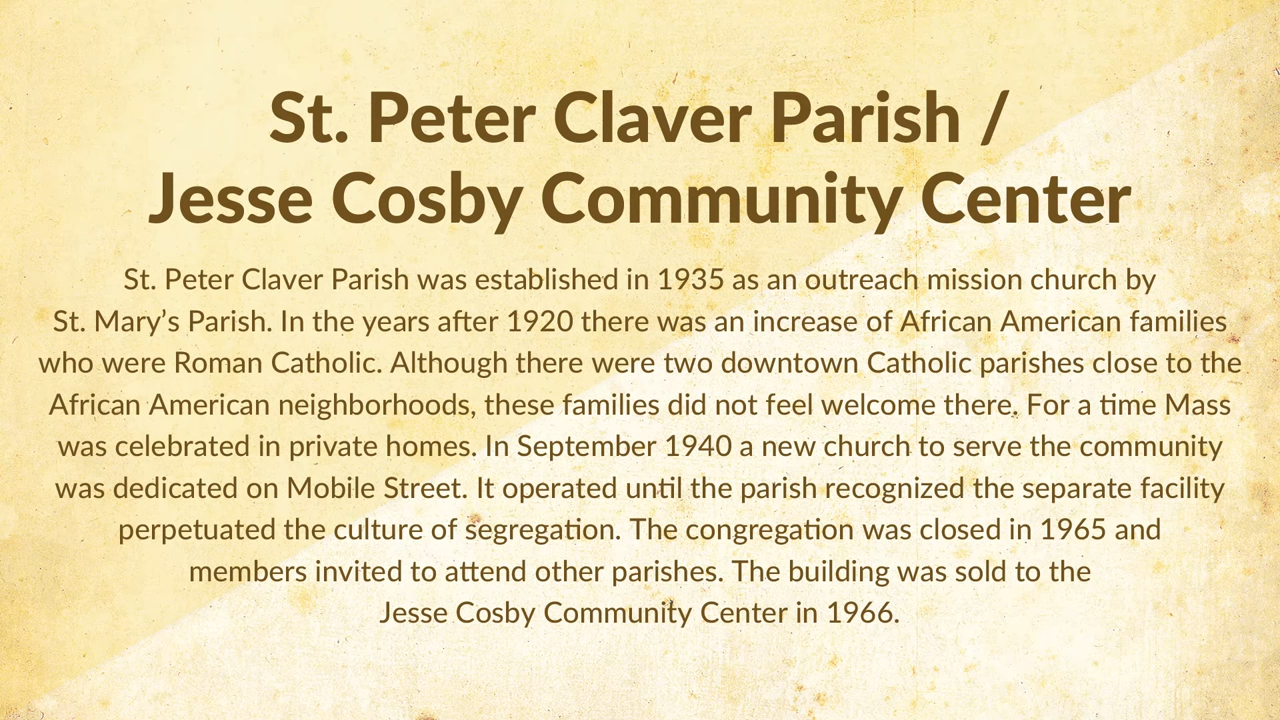 St. Peter Claver Parish /
Jesse Cosby Community Center
St. Peter Claver Parish was established in 1935 as an outreach mission church by
St. Mary’s Parish. In the years after 1920 there was an increase of African American families
who were Roman Catholic. Although there were two downtown Catholic parishes close to the
African American neighborhoods, these families did not feel welcome there. For a time Mass
was celebrated in private homes. In September 1940 a new church to serve the community
was dedicated on Mobile Street. It operated until the parish recognized the separate facility
perpetuated the culture of segregation. The congregation was closed in 1965 and
members invited to attend other parishes. The building was sold to the
Jesse Cosby Community Center in 1966.